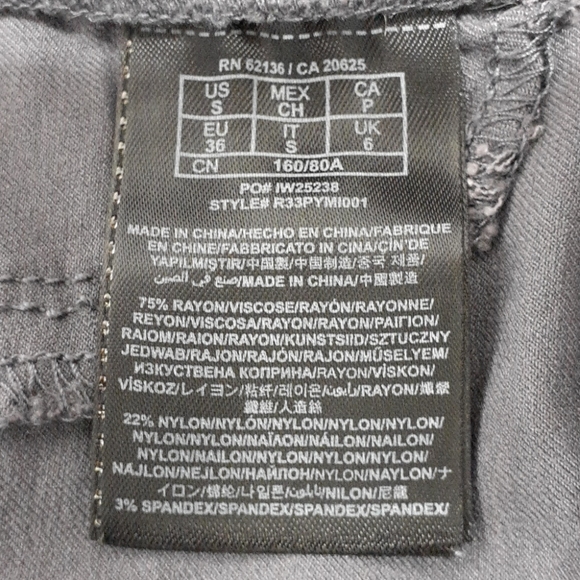 RN 62136 / CA 20625
US S MEX CH CA P
EU 36 IT S UK 6
CN 160/80A
PO# IW25238
STYLE# R33PYMI001
MADE IN CHINA/HECHO EN CHINA/FABRIQUE
EN CHINE/FABBRICATO IN CINA/ÇİN'DE
YAPILMIŞTIR/中国製/中国制造/중국 제품/
صنع في الصين/MADE IN CHINA/中國製造
75% RAYON/VISCOSE/RAYÓN/RAYONNE/
REYON/VISCOSA/RAYON/RAYON/ΡΑΙΓΙΟΝ/
RAIOM/RAION/RAYON/KUNSTSIID/SZTUCZNY
JEDWAB/RAJON/RAJÓN/RAJON/MŰSELYEM/
ИЗКУСТВЕНА КОПРИНА/RAYON/VİSKON/
VİSKOZ/レイヨン/粘纤/레이온/رايون/RAYON/嫘縈
嫘縈/人造絲
22% NYLON/NYLON/NYLON/NYLON/NYLON/
NYLON/NYLON/ΝΑΪΛΟΝ/NÁILON/NAILON/
NYLON/NAILON/NYLON/NYLON/NYLON/
NAJLON/NEJLON/НАЙЛОН/NYLON/NAYLON/ナ
イロン/锦纶/나일론/نايلون/NILON/尼龍
3% SPANDEX/SPANDEX/SPANDEX/SPANDEX/